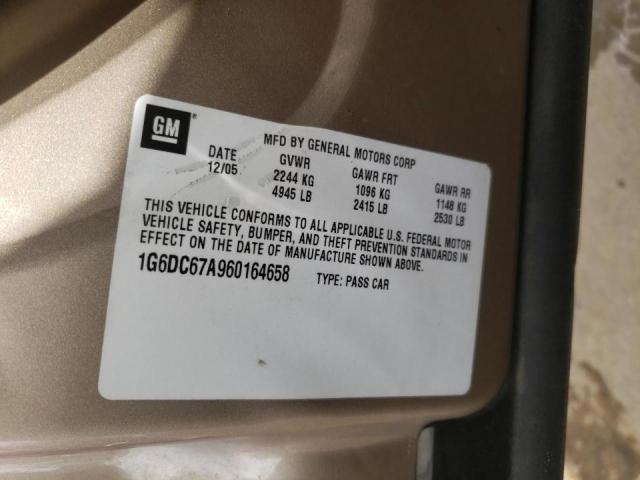 GM
MFD BY GENERAL MOTORS CORP
DATE GVWR GAWR FRT GAWR RR
12/05 2244 KG 1096 KG 1148 KG
4945 LB 2415 LB 2530 LB
THIS VEHICLE CONFORMS TO ALL APPLICABLE U.S. FEDERAL MOTOR
VEHICLE SAFETY, BUMPER, AND THEFT PREVENTION STANDARDS IN
EFFECT ON THE DATE OF MANUFACTURE SHOWN ABOVE.
1G6DC67A960164658 TYPE: PASS CAR